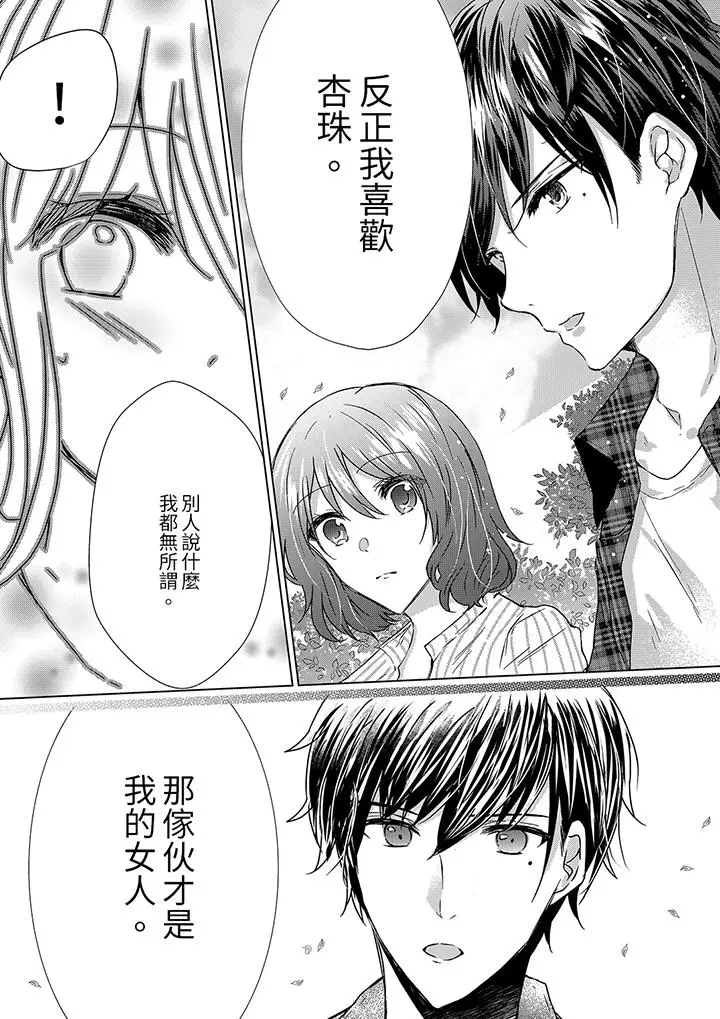 反正我喜歡
杏珠。
！
別人說什麼
我都無所謂。
那傢伙才是
我的女人。